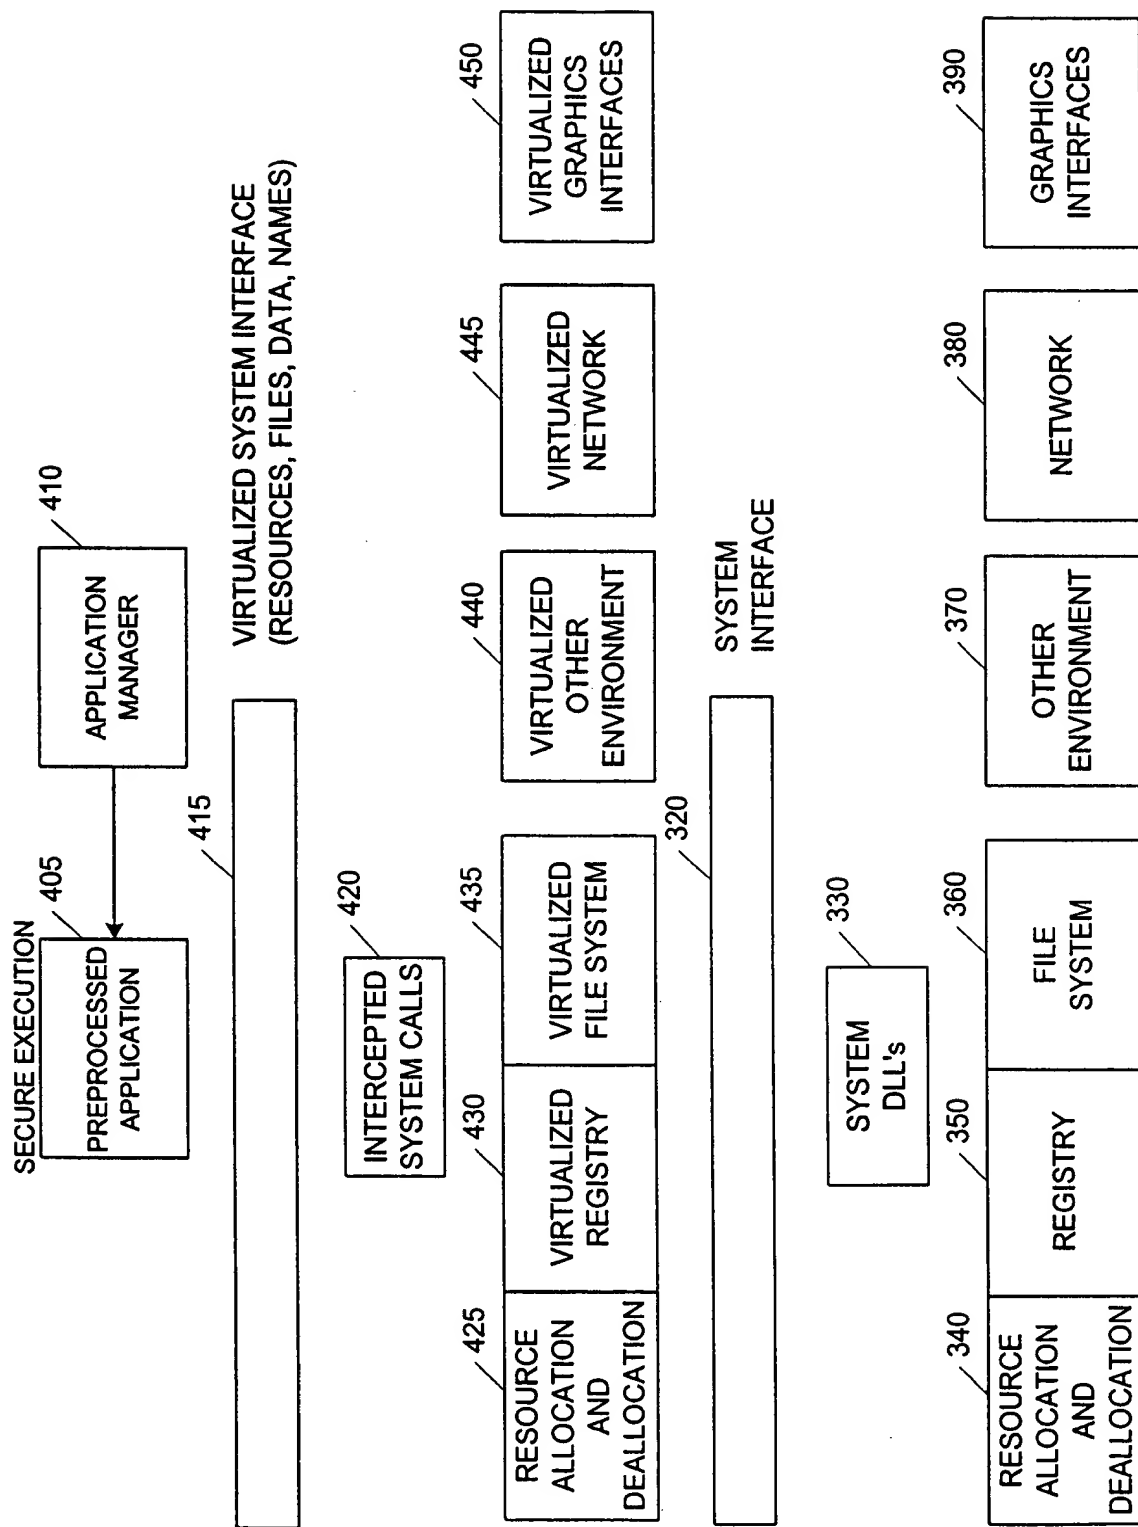 SECURE EXECUTION
405
PREPROCESSED
APPLICATION
410
APPLICATION
MANAGER
415
VIRTUALIZED SYSTEM INTERFACE
(RESOURCES, FILES, DATA, NAMES)
420
INTERCEPTED
SYSTEM CALLS
425
RESOURCE
ALLOCATION
AND
DEALLOCATION
430
VIRTUALIZED
REGISTRY
435
VIRTUALIZED
FILE SYSTEM
440
VIRTUALIZED
OTHER
ENVIRONMENT
445
VIRTUALIZED
NETWORK
450
VIRTUALIZED
GRAPHICS
INTERFACES
320
SYSTEM
INTERFACE
330
SYSTEM
DLL's
340
RESOURCE
ALLOCATION
AND
DEALLOCATION
350
REGISTRY
360
FILE
SYSTEM
370
OTHER
ENVIRONMENT
380
NETWORK
390
GRAPHICS
INTERFACES